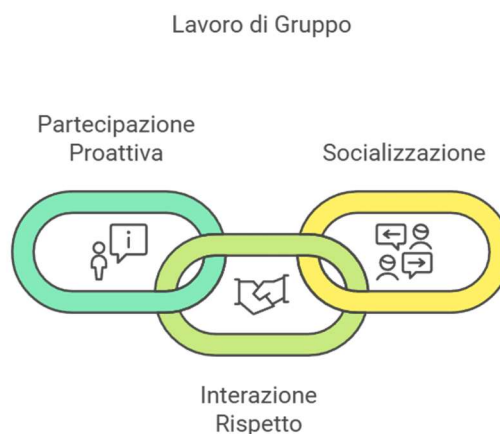 Lavoro di Gruppo
Partecipazione
Proattiva
Socializzazione
i
Interazione
Rispetto